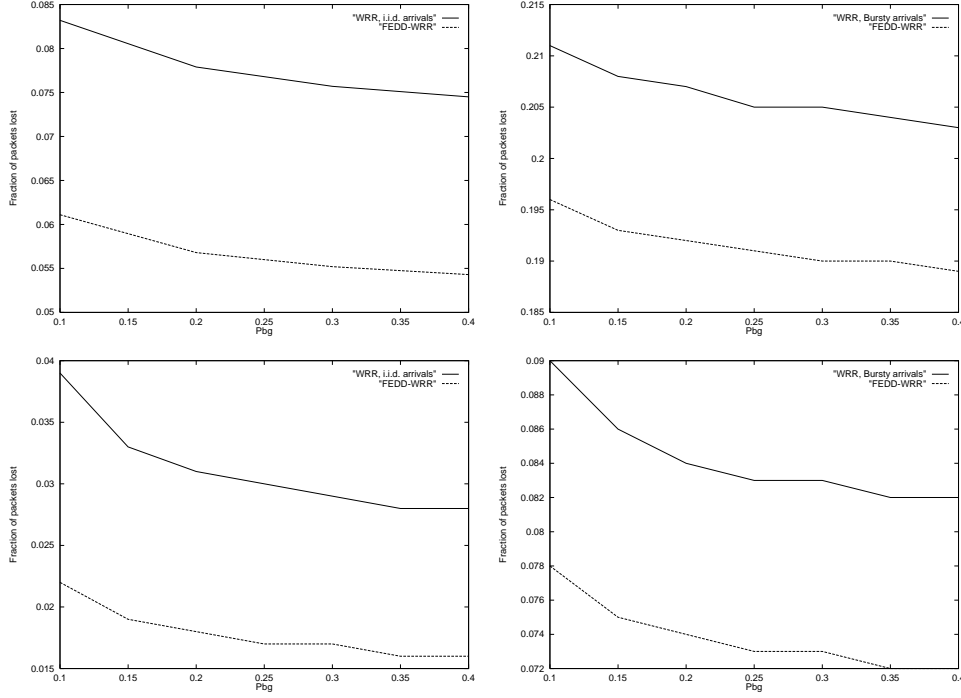 "WRR, i.i.d. arrivals"
"FEDD-WRR"
0.085
0.08
0.075
0.07
0.065
0.06
0.055
0.05
Fraction of packets lost
0.1 0.15 0.2 0.25 0.3 0.35 0.4
Pbg
"WRR, Bursty arrivals"
"FEDD-WRR"
0.215
0.21
0.205
0.2
0.195
0.19
0.185
Fraction of packets lost
0.1 0.15 0.2 0.25 0.3 0.35 0.4
Pbg
"WRR, i.i.d. arrivals"
"FEDD-WRR"
0.04
0.035
0.03
0.025
0.02
0.015
Fraction of packets lost
0.1 0.15 0.2 0.25 0.3 0.35 0.4
Pbg
"WRR, Bursty arrivals"
"FEDD-WRR"
0.09
0.088
0.086
0.084
0.082
0.08
0.078
0.076
0.074
0.072
Fraction of packets lost
0.1 0.15 0.2 0.25 0.3 0.35 0.4
Pbg